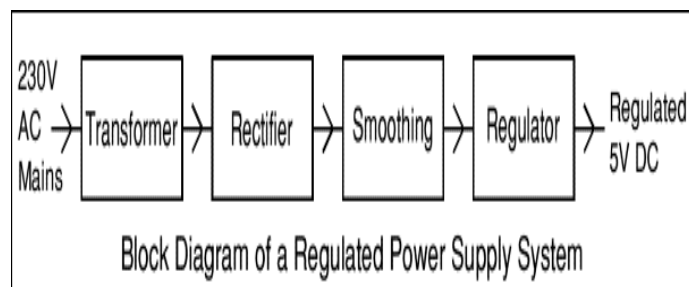 230V
AC
Mains
Transformer
Rectifier
Smoothing
Regulator
Regulated
5V DC
Block Diagram of a Regulated Power Supply System